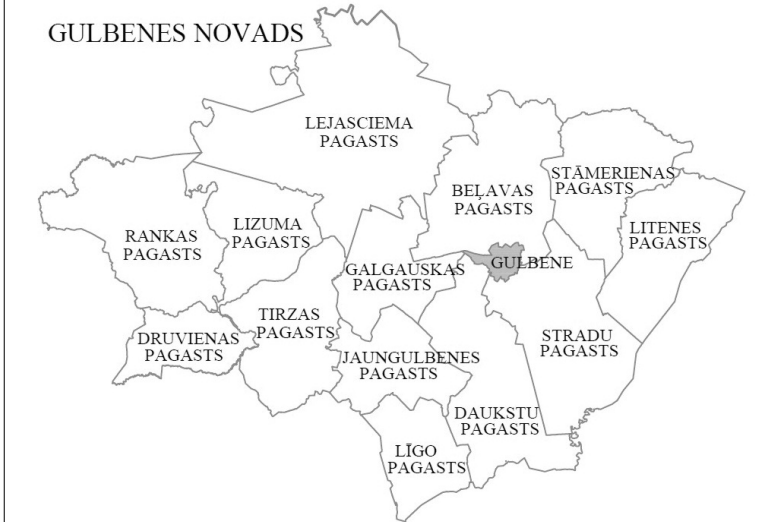 GULBENES NOVADS
LEJASCIEMA
PAGASTS
STĀMERIENAS
PAGASTS
BEĻAVAS
PAGASTS
LIZUMA
PAGASTS
RANKAS
PAGASTS
LITENES
PAGASTS
GULBENE
GALGAUSKAS
PAGASTS
TIRZAS
PAGASTS
DRUVIENAS
PAGASTS
STRADU
PAGASTS
JAUNGULBENES
PAGASTS
DAUKSTU
PAGASTS
LĪGO
PAGASTS